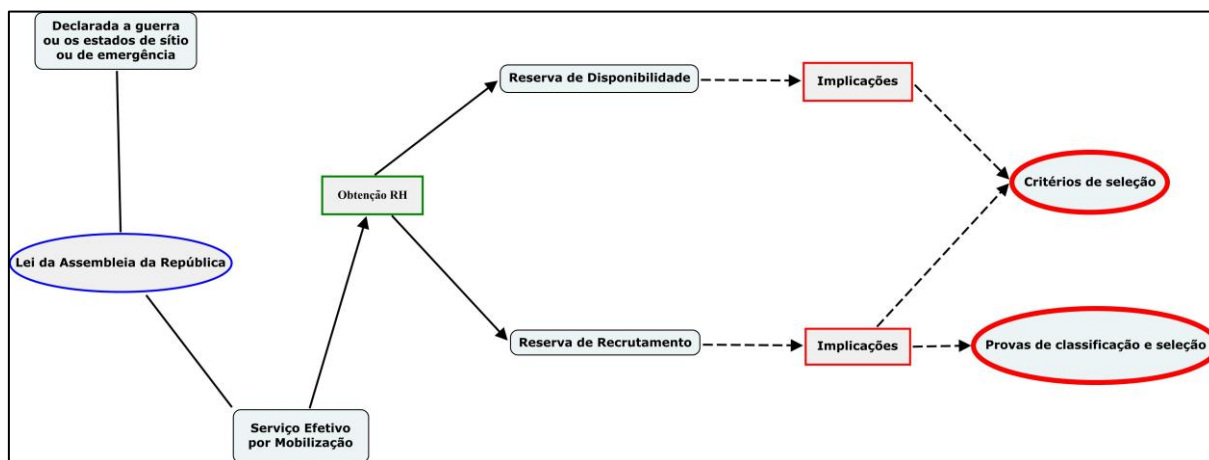 Declarada a guerra
ou os estados de sítio
ou de emergência
Lei da Assembleia da República
Serviço Efetivo
por Mobilização
Obtenção RH
Reserva de Disponibilidade
Implicações
Critérios de seleção
Reserva de Recrutamento
Implicações
Provas de classificação e seleção